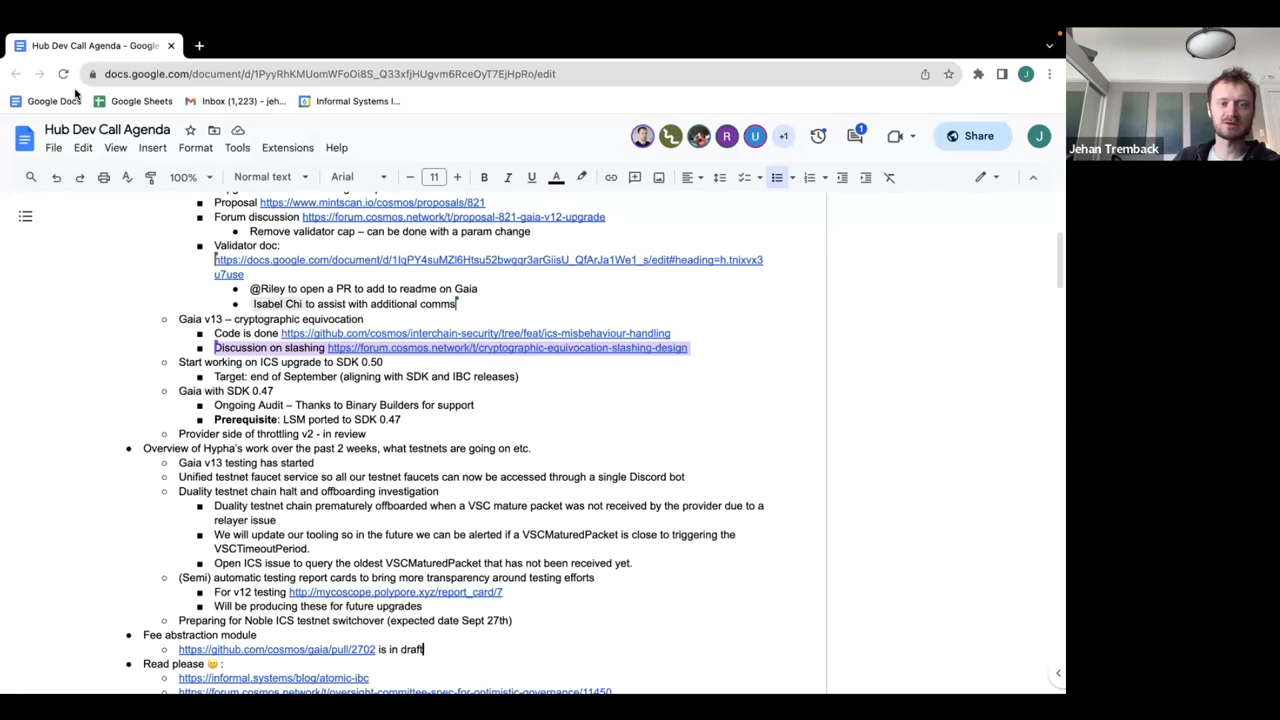 Hub Dev Call Agenda - Google
docs.google.com/document/d/1PyyRhKMUomWFoOi8S_Q33xfjHUgvm6RceOyT7EjHpRo/edit
Google Docs Google Sheets Inbox (1,223) - jeh... Informal Systems I...
Jehan Tremback
Hub Dev Call Agenda
File Edit View Insert Format Tools Extensions Help
R U +1 1 Share J
100% Normal text Arial 11 B I U A
Proposal https://www.mintscan.io/cosmos/proposals/821
Forum discussion https://forum.cosmos.network/t/proposal-821-gaia-v12-upgrade
Remove validator cap – can be done with a param change
Validator doc:
https://docs.google.com/document/d/1IqPY4suMZl6Htsu52bwgqr3arGiisU_QfArJa1We1_s/edit#heading=h.tnixvx3
u7use
@Riley to open a PR to add to readme on Gaia
Isabel Chi to assist with additional comms
Gaia v13 – cryptographic equivocation
Code is done https://github.com/cosmos/interchain-security/tree/feat/ics-misbehaviour-handling
Discussion on slashing https://forum.cosmos.network/t/cryptographic-equivocation-slashing-design
Start working on ICS upgrade to SDK 0.50
Target: end of September (aligning with SDK and IBC releases)
Gaia with SDK 0.47
Ongoing Audit – Thanks to Binary Builders for support
Prerequisite: LSM ported to SDK 0.47
Provider side of throttling v2 - in review
Overview of Hypha's work over the past 2 weeks, what testnets are going on etc.
Gaia v13 testing has started
Unified testnet faucet service so all our testnet faucets can now be accessed through a single Discord bot
Duality testnet chain halt and offboarding investigation
Duality testnet chain prematurely offboarded when a VSC mature packet was not received by the provider due to a
relayer issue
We will update our tooling so in the future we can be alerted if a VSCMaturedPacket is close to triggering the
VSCTimeoutPeriod.
Open ICS issue to query the oldest VSCMaturedPacket that has not been received yet.
(Semi) automatic testing report cards to bring more transparency around testing efforts
For v12 testing http://mycoscope.polypore.xyz/report_card/7
Will be producing these for future upgrades
Preparing for Noble ICS testnet switchover (expected date Sept 27th)
Fee abstraction module
https://github.com/cosmos/gaia/pull/2702 is in draft
Read please 🙂 :
https://informal.systems/blog/atomic-ibc
https://forum.cosmos.network/t/oversight-committee-spec-for-optimistic-governance/11450